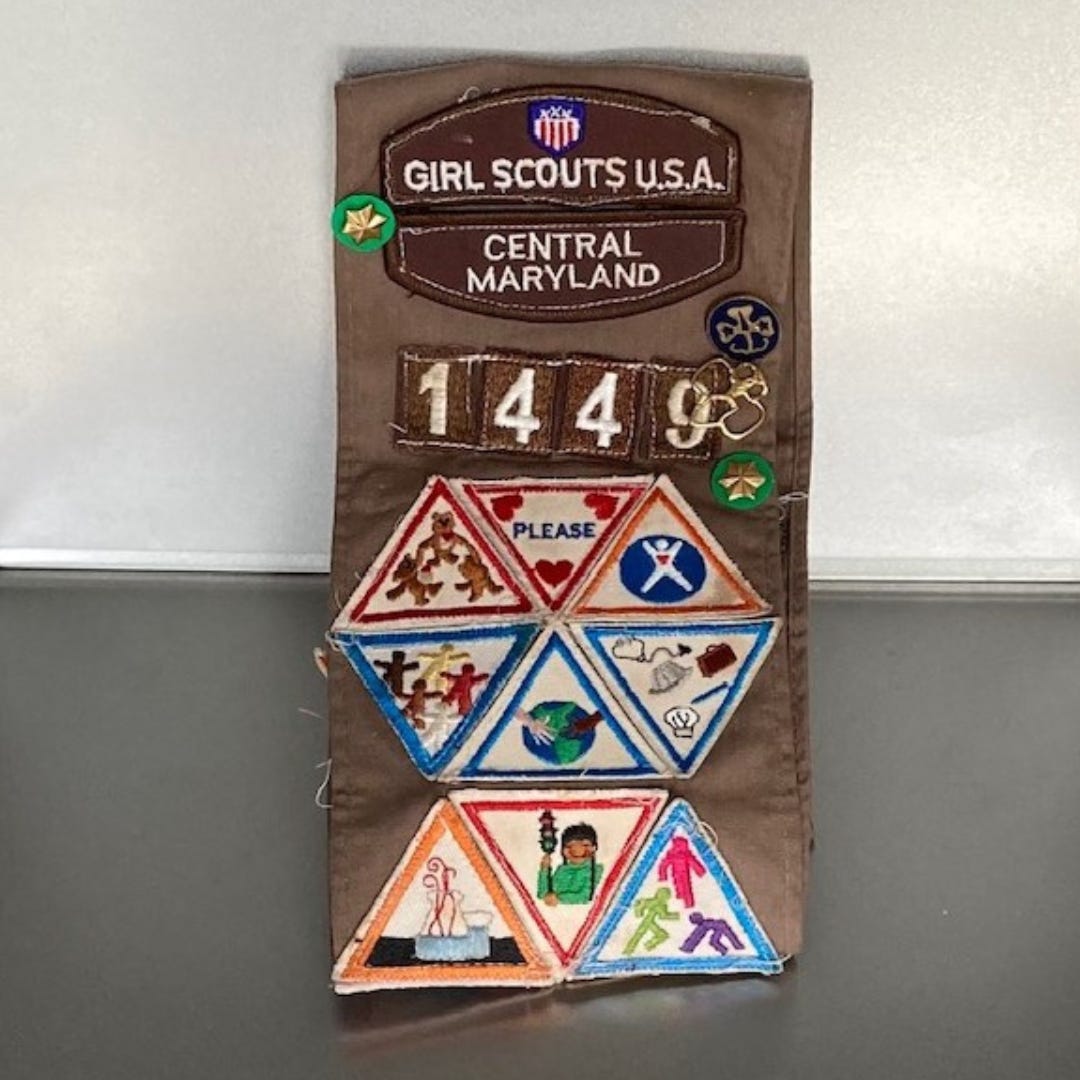 GIRL SCOUTS U.S.A.
CENTRAL
MARYLAND
1449
PLEASE